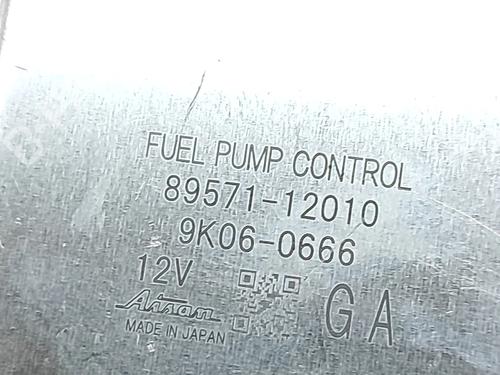 FUEL PUMP CONTROL
89571-12010
9K06-0666
12V
Aisan
GA
MADE IN JAPAN